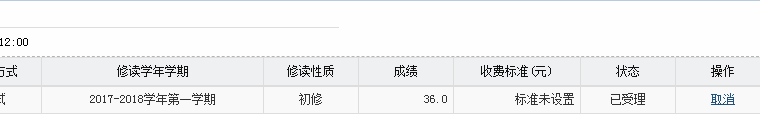 12:00
方式 修读学年学期 修读性质 成绩 收费标准(元) 状态 操作
试 2017-2018学年第一学期 初修 36.0 标准未设置 已受理 取消